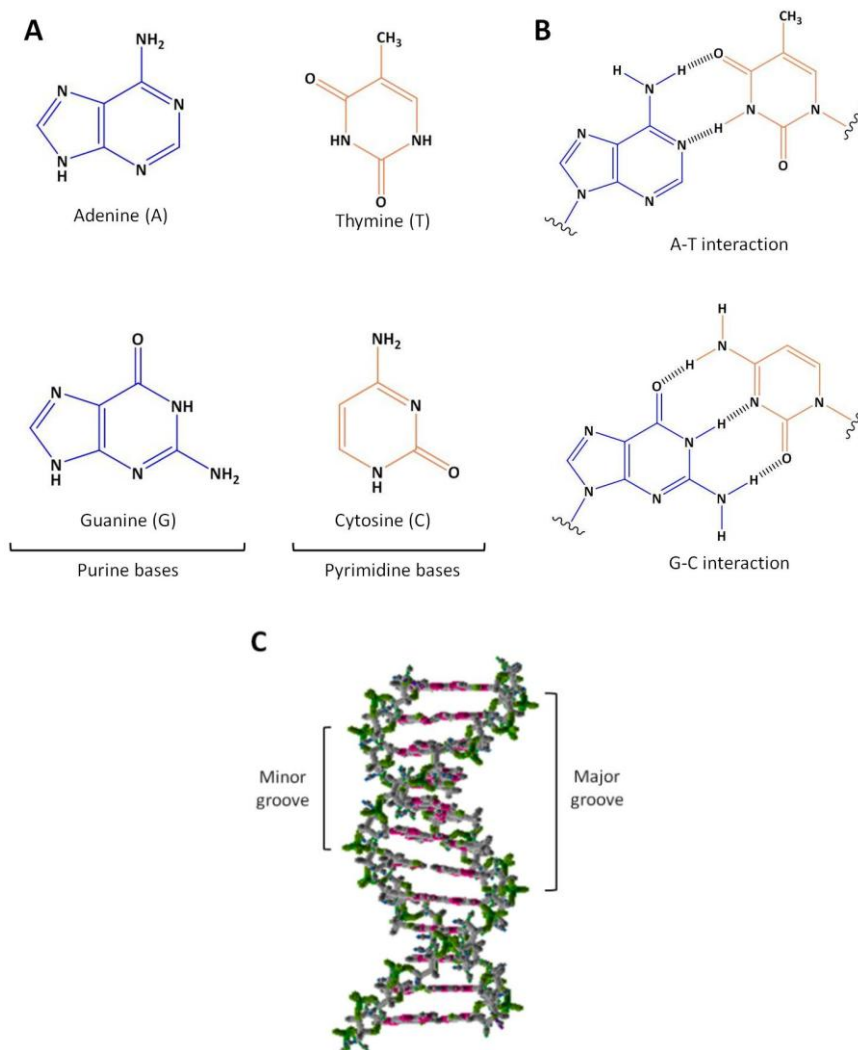 A
NH₂
N
N
N
H
N
Adenine (A)
CH₃
O
HN
NH
O
Thymine (T)
B
CH₃
H
N
H
O
N
N
H
N
N
N
N
O
A-T interaction
O
N
NH
N
H
N
NH₂
Guanine (G)
NH₂
N
N
H
O
Cytosine (C)
Purine bases
Pyrimidine bases
H
N
H
O
N
N
H
N
N
O
N
N
N
H
H
G-C interaction
C
Minor
groove
Major
groove